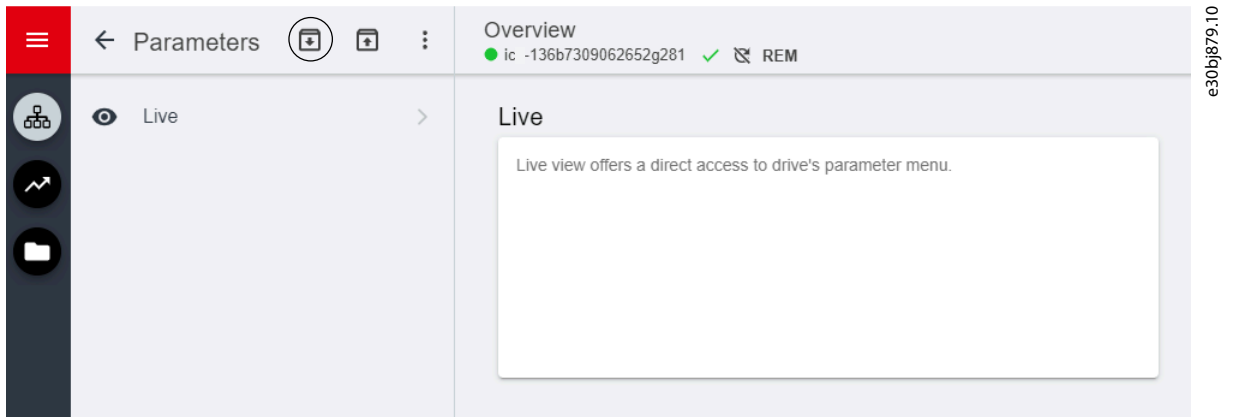 Parameters
Overview
ic -136b7309062652g281 REM
Live
Live
Live view offers a direct access to drive's parameter menu.
e30bj879.10